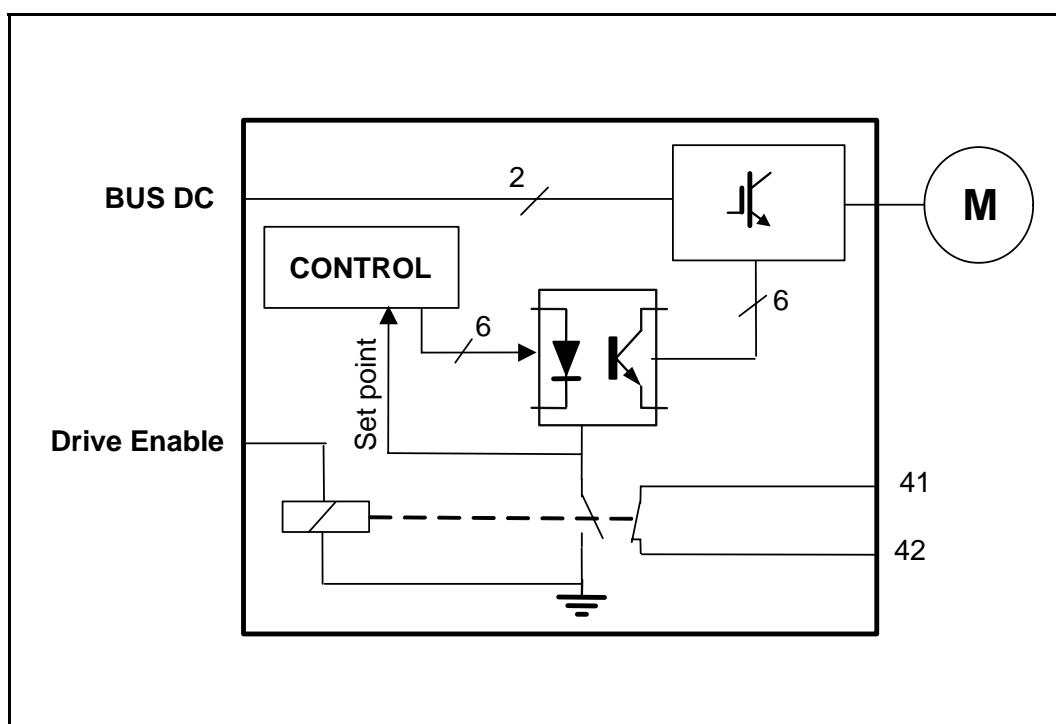 BUS DC
2
M
CONTROL
6
6
Set point
Drive Enable
41
42